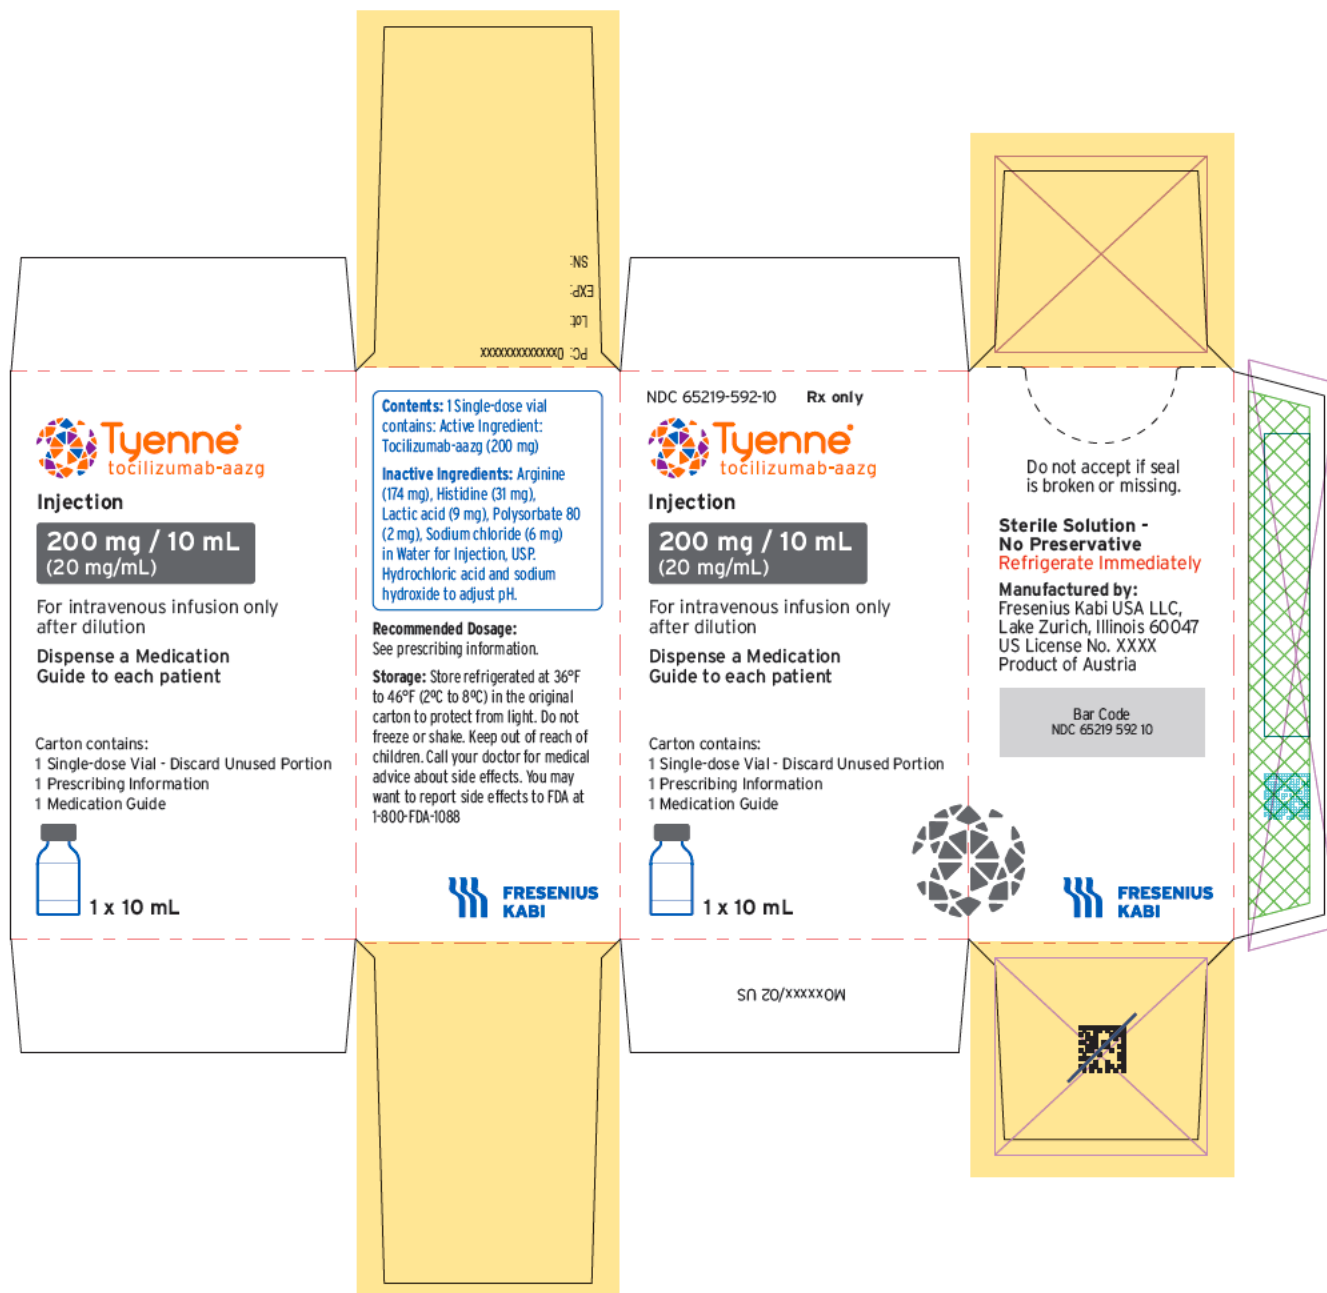 SN:
EXP:
Lot:
PC: 0xxxxxxxxxxxxx
Tyenne®
tocilizumab-aazg
Injection
200 mg / 10 mL
(20 mg/mL)
For intravenous infusion only
after dilution
Dispense a Medication
Guide to each patient
Carton contains:
1 Single-dose Vial - Discard Unused Portion
1 Prescribing Information
1 Medication Guide
1 x 10 mL
Contents: 1 Single-dose vial
contains: Active Ingredient:
Tocilizumab-aazg (200 mg)
Inactive Ingredients: Arginine
(174 mg), Histidine (31 mg),
Lactic acid (9 mg), Polysorbate 80
(2 mg), Sodium chloride (6 mg)
in Water for Injection, USP.
Hydrochloric acid and sodium
hydroxide to adjust pH.
Recommended Dosage:
See prescribing information.
Storage: Store refrigerated at 36°F
to 46°F (2ºC to 8ºC) in the original
carton to protect from light. Do not
freeze or shake. Keep out of reach of
children. Call your doctor for medical
advice about side effects. You may
want to report side effects to FDA at
1-800-FDA-1088
FRESENIUS
KABI
NDC 65219-592-10 Rx only
Tyenne®
tocilizumab-aazg
Injection
200 mg / 10 mL
(20 mg/mL)
For intravenous infusion only
after dilution
Dispense a Medication
Guide to each patient
Carton contains:
1 Single-dose Vial - Discard Unused Portion
1 Prescribing Information
1 Medication Guide
1 x 10 mL
M0xxxxx/02 US
Do not accept if seal
is broken or missing.
Sterile Solution -
No Preservative
Refrigerate Immediately
Manufactured by:
Fresenius Kabi USA LLC,
Lake Zurich, Illinois 60047
US License No. XXXX
Product of Austria
Bar Code
NDC 65219 592 10
FRESENIUS
KABI